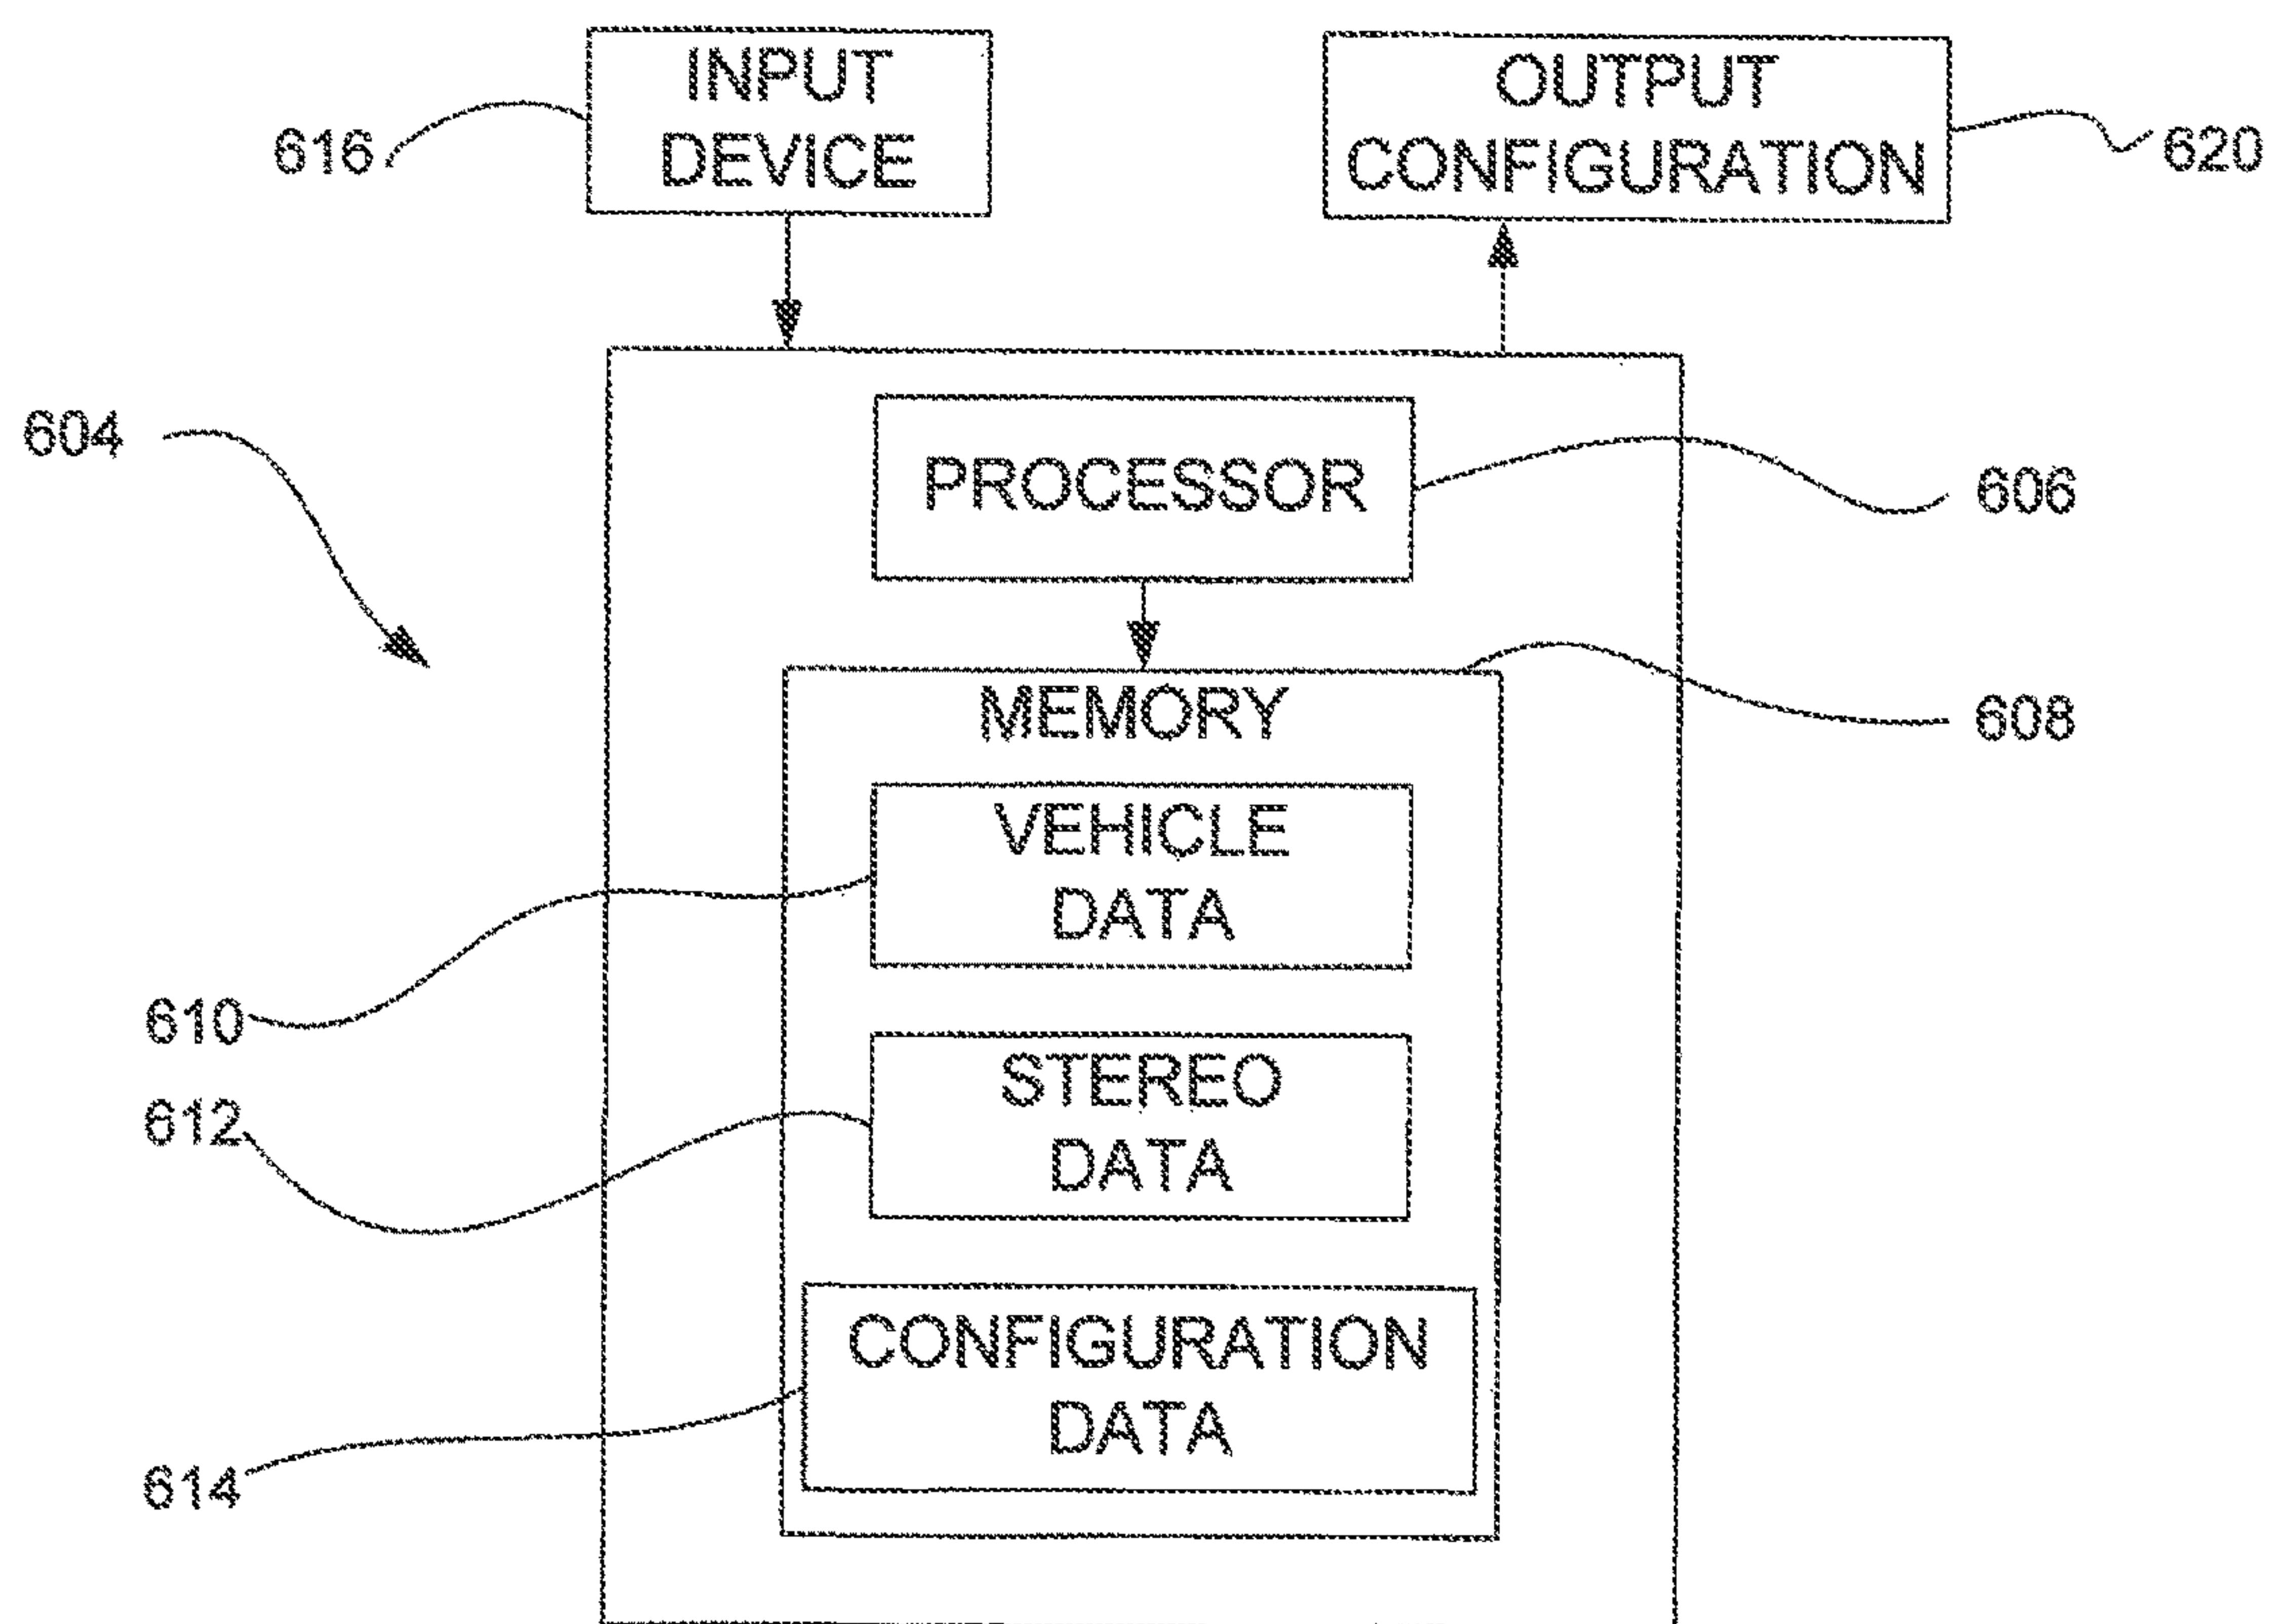 INPUT
DEVICE
616
OUTPUT
CONFIGURATION
620
604
PROCESSOR
606
MEMORY
608
VEHICLE
DATA
610
STEREO
DATA
612
CONFIGURATION
DATA
614